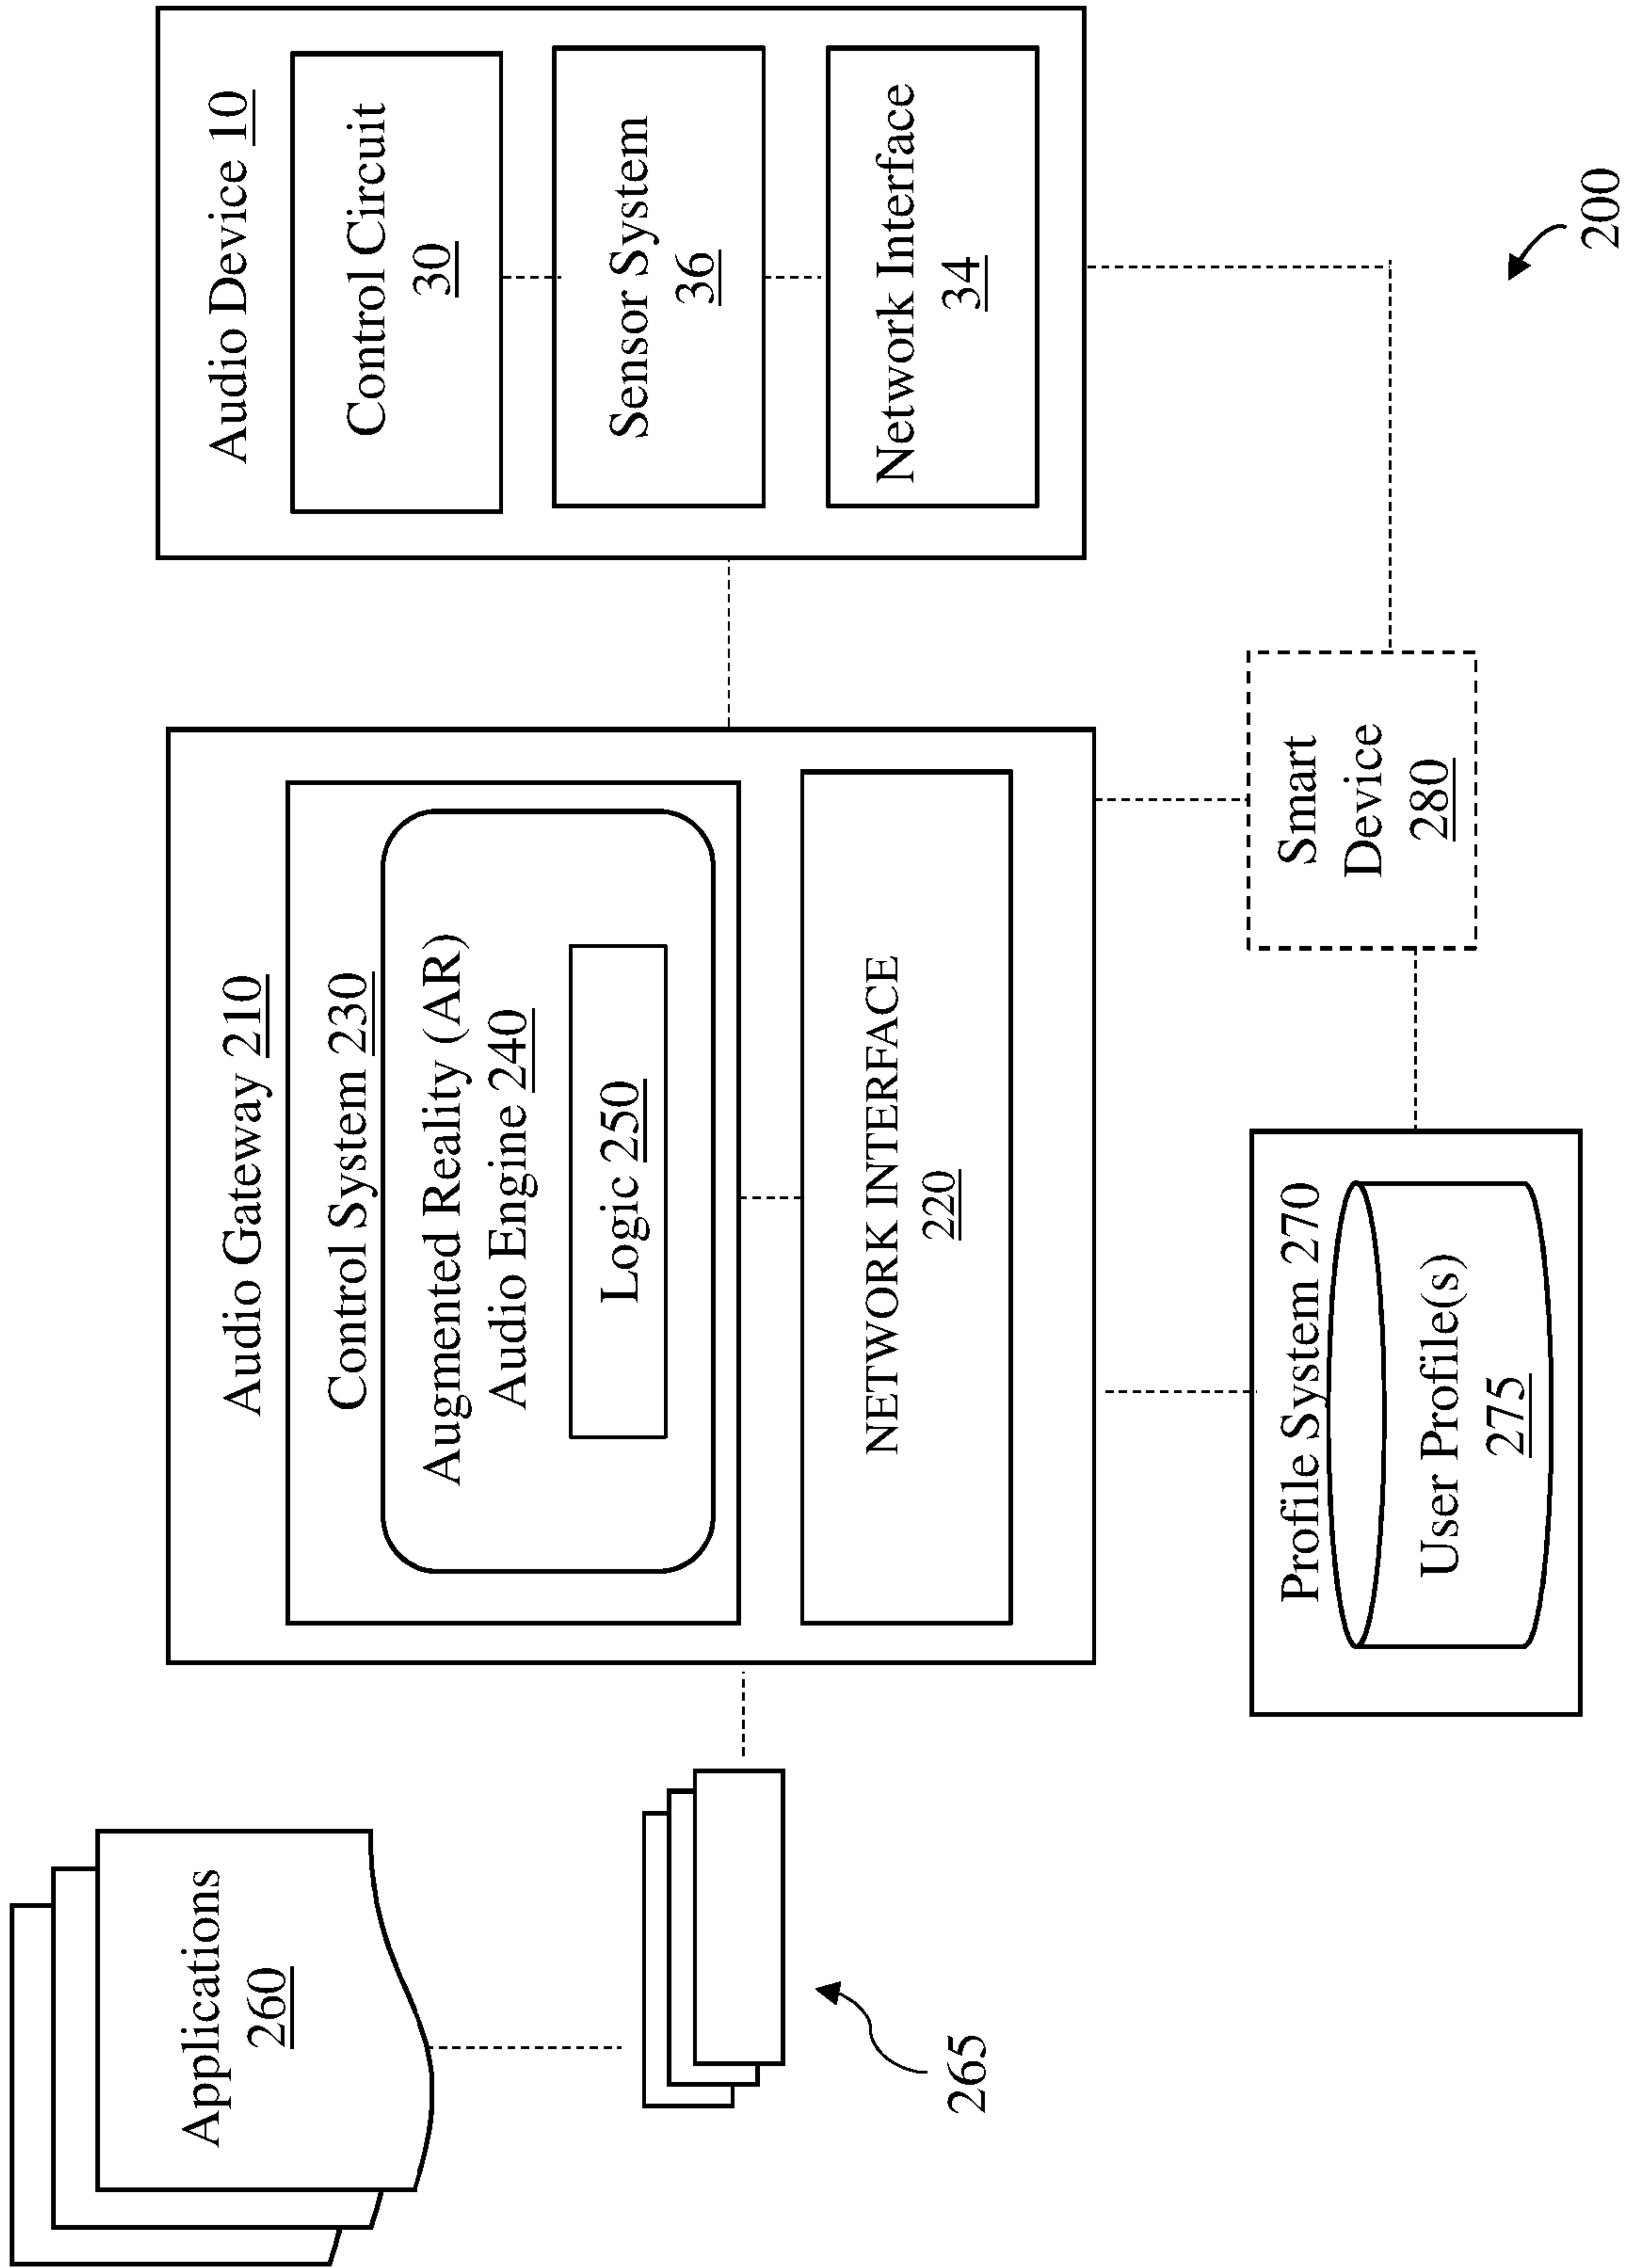 Applications
260
265
Audio Gateway 210
Control System 230
Augmented Reality (AR)
Audio Engine 240
Logic 250
NETWORK INTERFACE
220
Profile System 270
User Profile(s)
275
Smart
Device
280
Audio Device 10
Control Circuit
30
Sensor System
36
Network Interface
34
200